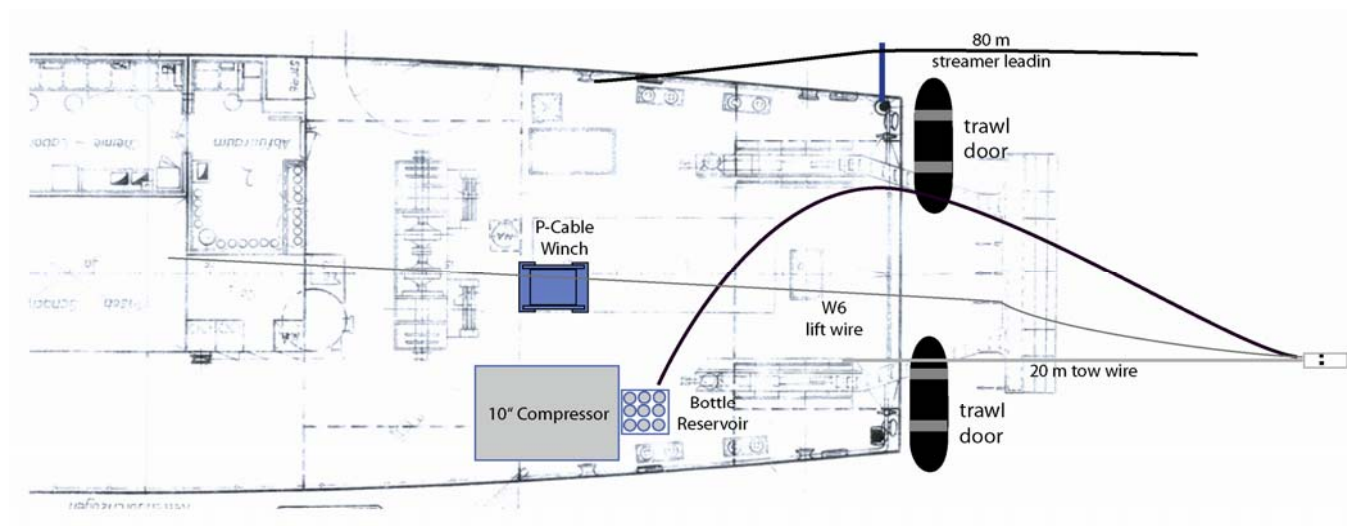 80 m
streamer leadin
trawl
door
P-Cable
Winch
W6
lift wire
20 m tow wire
10“ Compressor
Bottle
Reservoir
trawl
door